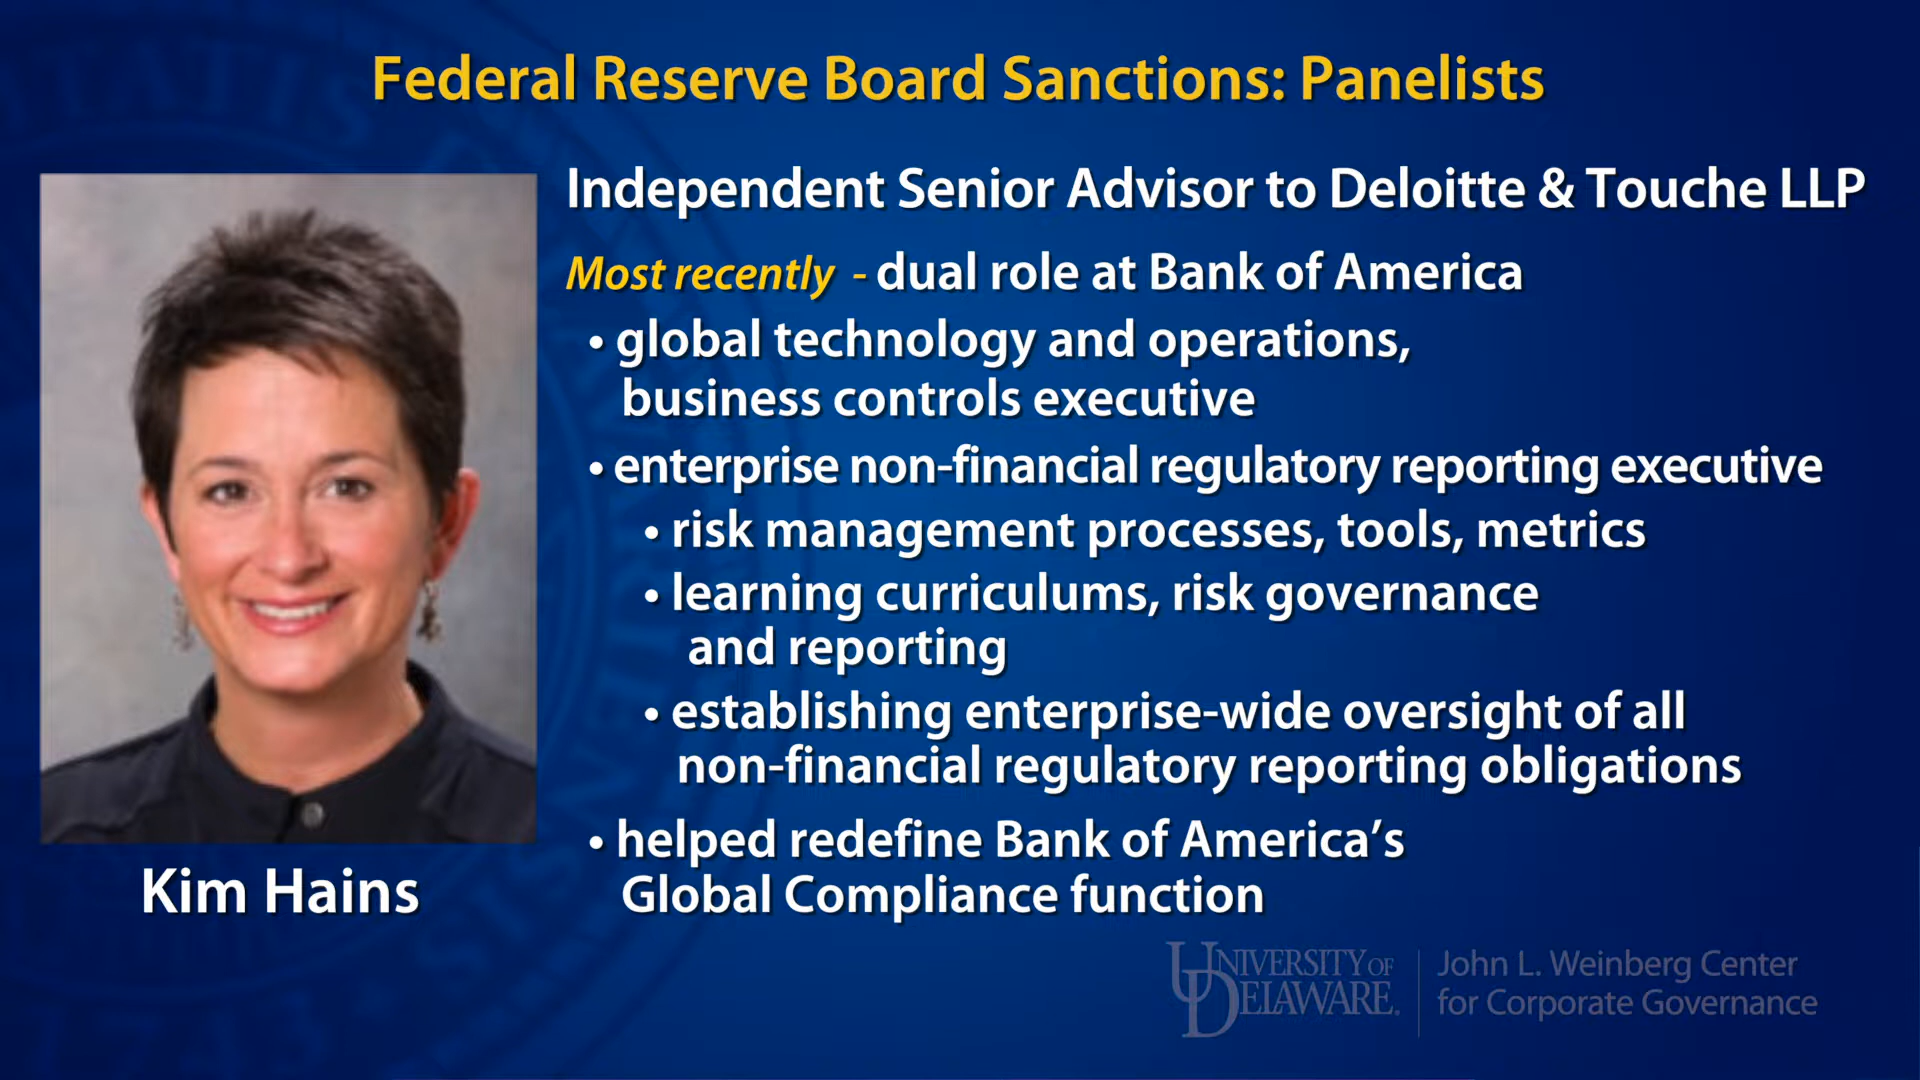 Federal Reserve Board Sanctions: Panelists
Independent Senior Advisor to Deloitte & Touche LLP
Most recently - dual role at Bank of America
• global technology and operations,
business controls executive
• enterprise non-financial regulatory reporting executive
• risk management processes, tools, metrics
• learning curriculums, risk governance
and reporting
• establishing enterprise-wide oversight of all
non-financial regulatory reporting obligations
• helped redefine Bank of America’s
Global Compliance function
Kim Hains
UNIVERSITY OF
DELAWARE.
John L. Weinberg Center
for Corporate Governance